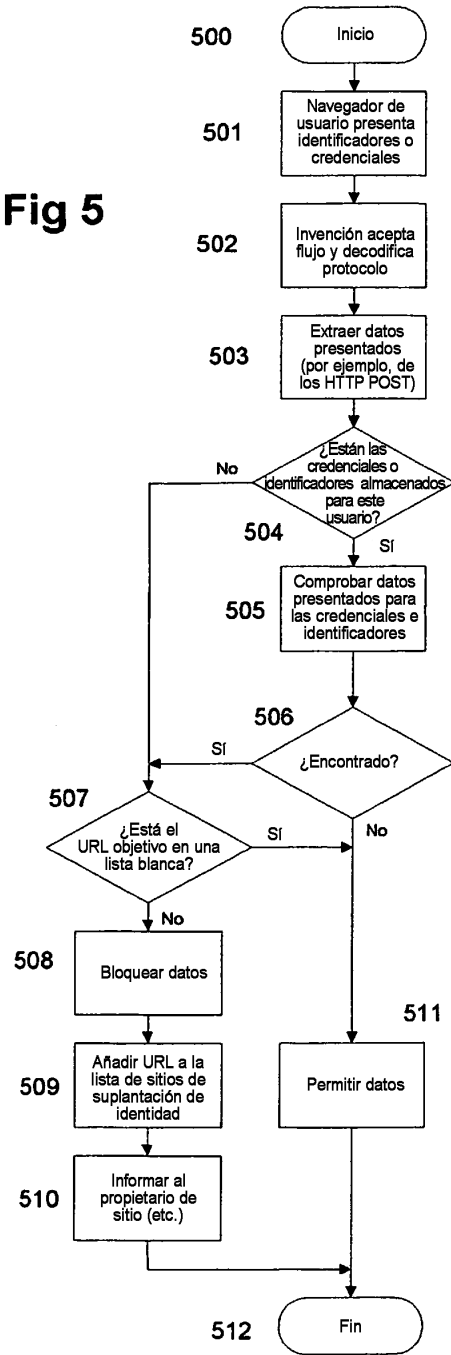 Fig 5
500
Inicio
501
Navegador de
usuario presenta
identificadores o
credenciales
502
Invención acepta
flujo y decodifica
protocolo
503
Extraer datos
presentados
(por ejemplo, de
los HTTP POST)
¿Están las
credenciales o
identificadores almacenados
para este
usuario?
504
No
Sí
505
Comprobar datos
presentados para
las credenciales e
identificadores
506
¿Encontrado?
Sí
No
507
¿Está el
URL objetivo en una
lista blanca?
Sí
No
508
Bloquear datos
511
Permitir datos
509
Añadir URL a la
lista de sitios de
suplantación de
identidad
510
Informar al
propietario de
sitio (etc.)
512
Fin